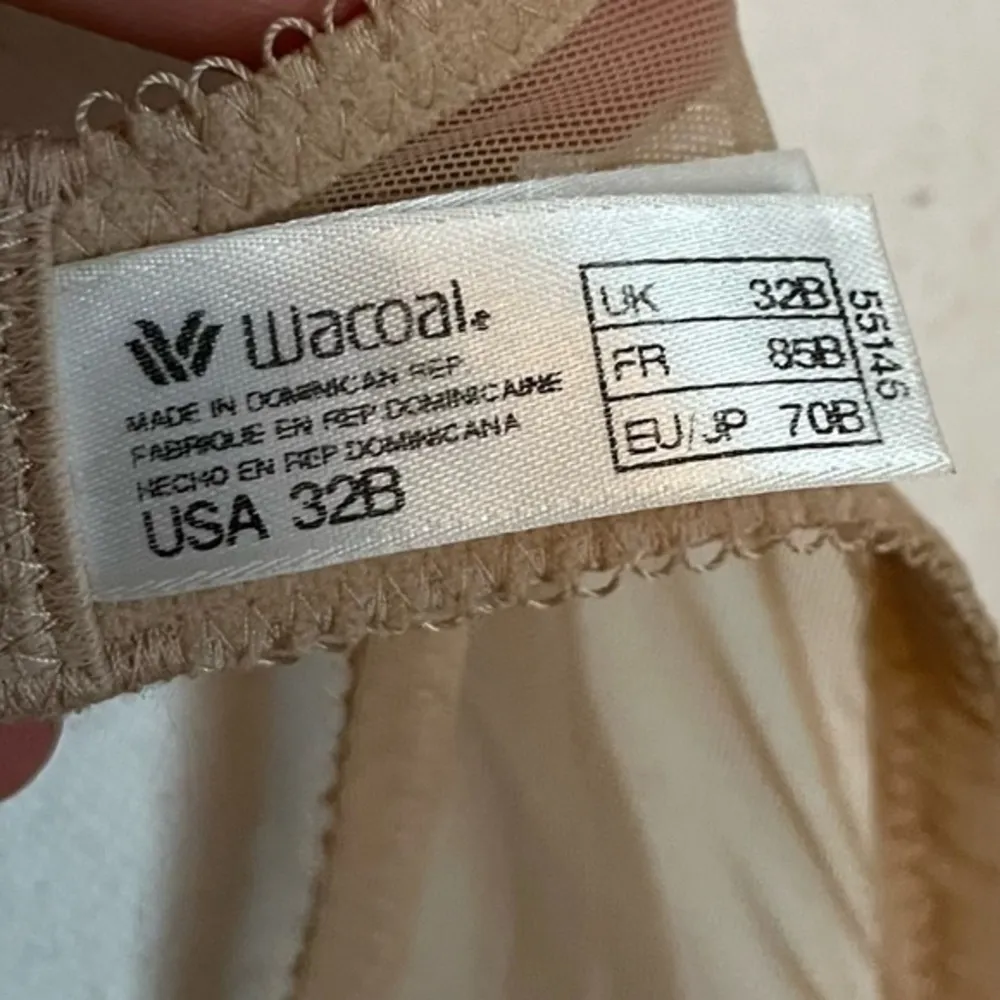 Wacoal®
MADE IN DOMINICAN REP.
FABRIQUE EN REP DOMINICAINE
HECHO EN REP DOMINICANA
USA 32B
UK 32B
FR 85B
EU/JP 70B
55146